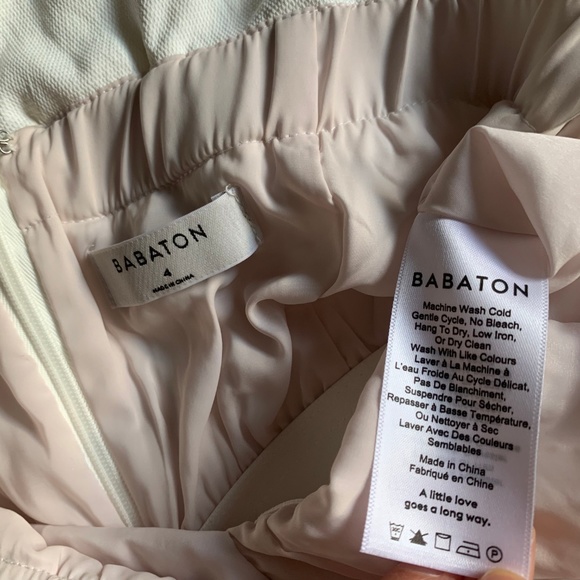 BABATON
4
MADE IN CHINA
BABATON
Machine Wash Cold
Gentle Cycle, No Bleach,
Hang To Dry, Low Iron,
Or Dry Clean
Wash With Like Colours
Laver À La Machine à
L'eau Froide Au Cycle Délicat,
Pas De Blanchiment,
Suspendre Pour Sécher,
Repasser à Basse Température,
Ou Nettoyer à Sec
Laver Avec Des Couleurs
Semblables
Made in China
Fabriqué en Chine
A little love
goes a long way.
P